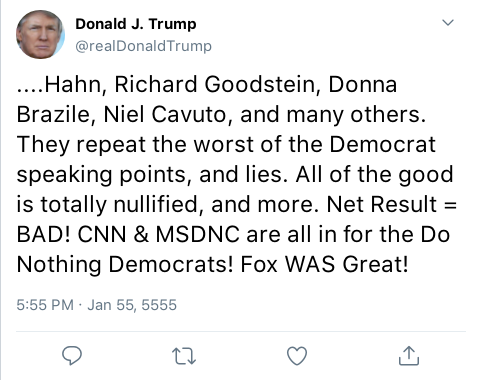 Donald J. Trump
@realDonaldTrump
....Hahn, Richard Goodstein, Donna
Brazile, Niel Cavuto, and many others.
They repeat the worst of the Democrat
speaking points, and lies. All of the good
is totally nullified, and more. Net Result =
BAD! CNN & MSDNC are all in for the Do
Nothing Democrats! Fox WAS Great!
5:55 PM · Jan 55, 5555